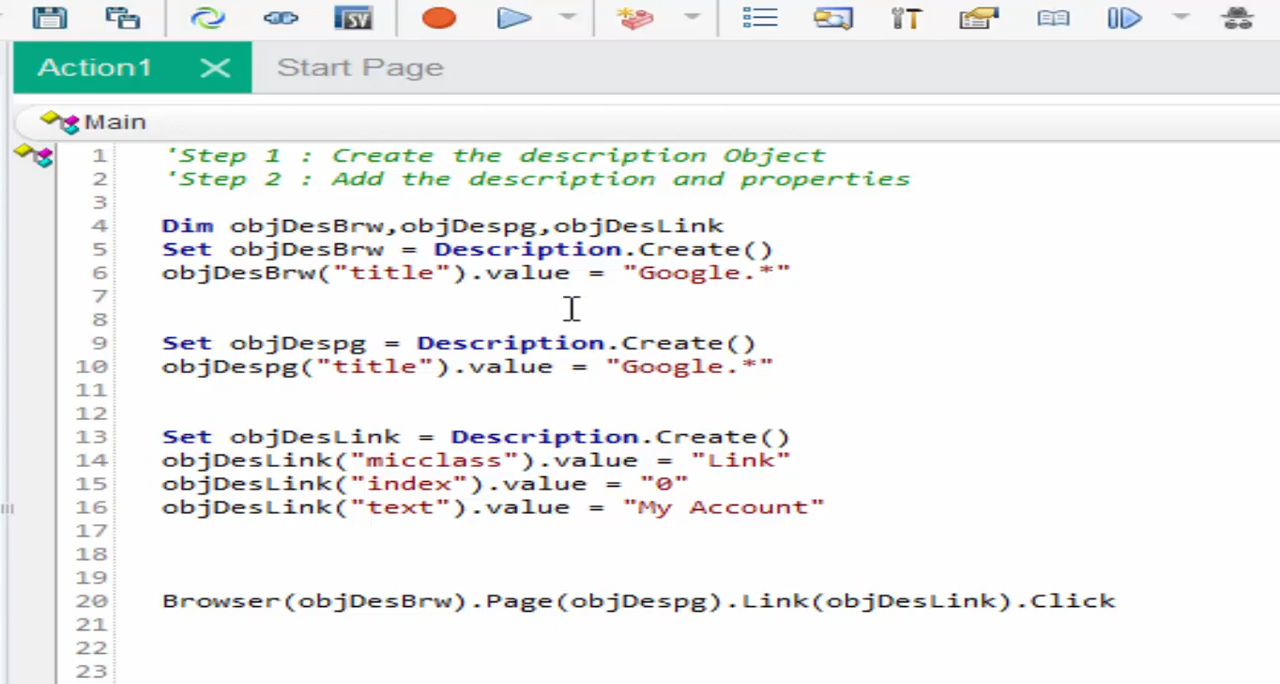 SV
Action1
Start Page
Main
1 'Step 1 : Create the description Object
2 'Step 2 : Add the description and properties
3
4 Dim objDesBrw,objDespg,objDesLink
5 Set objDesBrw = Description.Create()
6 objDesBrw("title").value = "Google.*"
7
8
9 Set objDespg = Description.Create()
10 objDespg("title").value = "Google.*"
11
12
13 Set objDesLink = Description.Create()
14 objDesLink("micclass").value = "Link"
15 objDesLink("index").value = "0"
16 objDesLink("text").value = "My Account"
17
18
19
20 Browser(objDesBrw).Page(objDespg).Link(objDesLink).Click
21
22
23